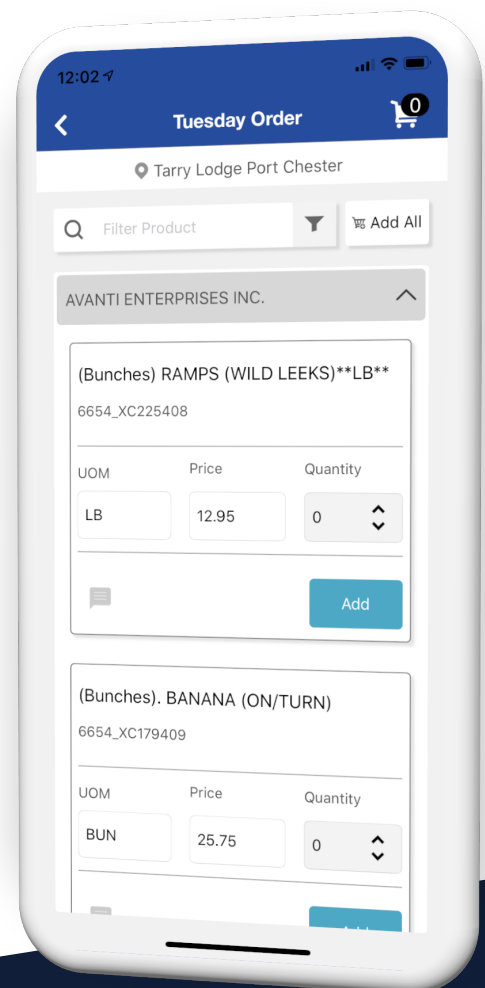 12:02
0
Tuesday Order
Tarry Lodge Port Chester
Filter Product
Add All
AVANTI ENTERPRISES INC.
(Bunches) RAMPS (WILD LEEKS)**LB**
6654_XC225408
UOM Price Quantity
LB 12.95 0
Add
(Bunches). BANANA (ON/TURN)
6654_XC179409
UOM Price Quantity
BUN 25.75 0